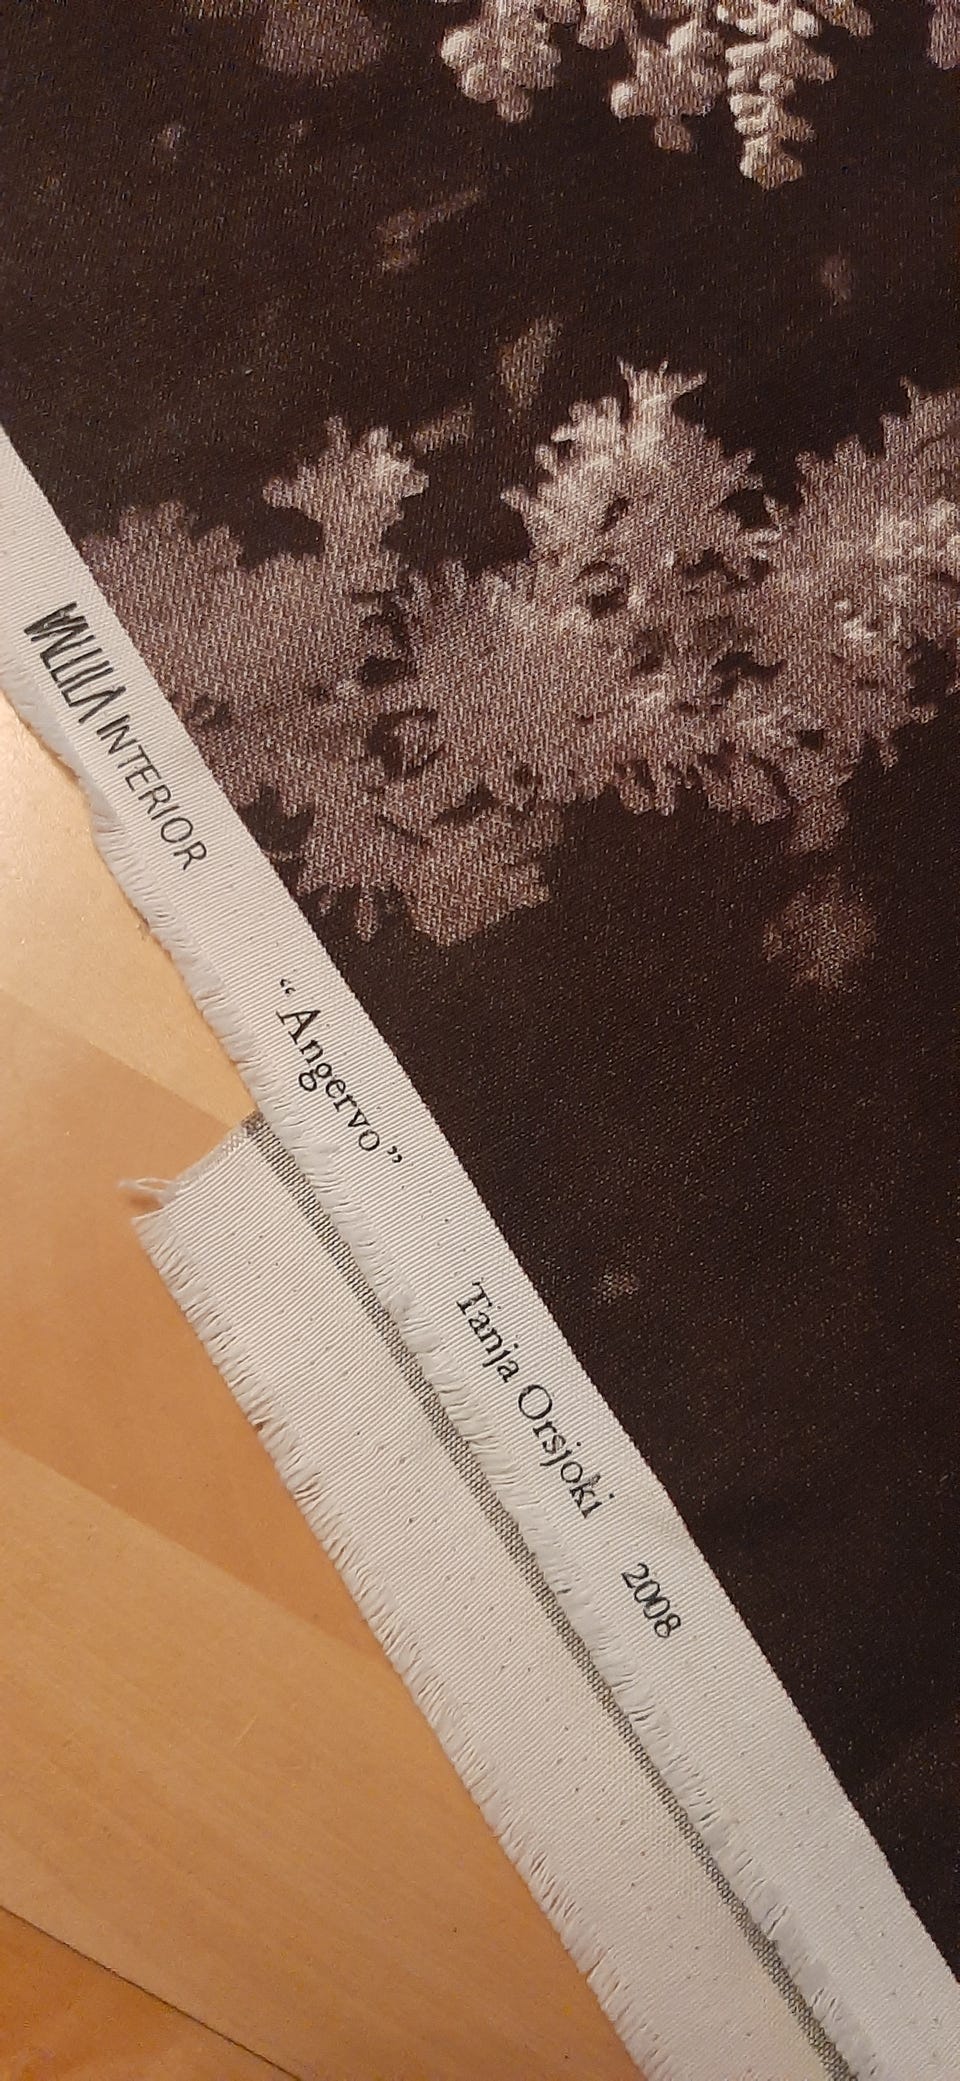 VALLILA INTERIOR “Angervo” Tanja Orsjoki 2008